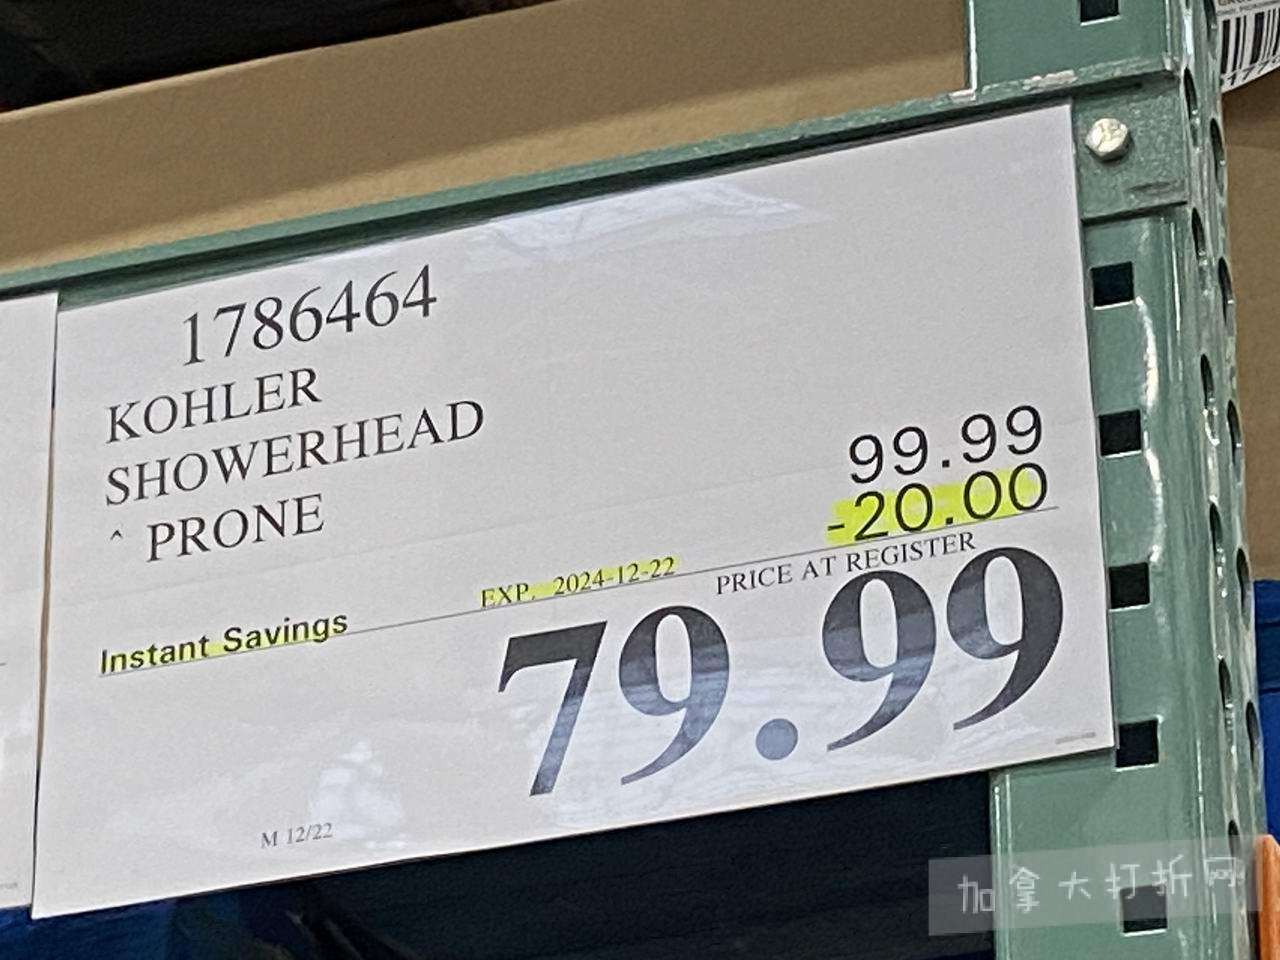 1786464
KOHLER
SHOWERHEAD
^ PRONE
99.99
-20.00
EXP. 2024-12-22
PRICE AT REGISTER
Instant Savings
79.99
M 12/22
加拿大打折网